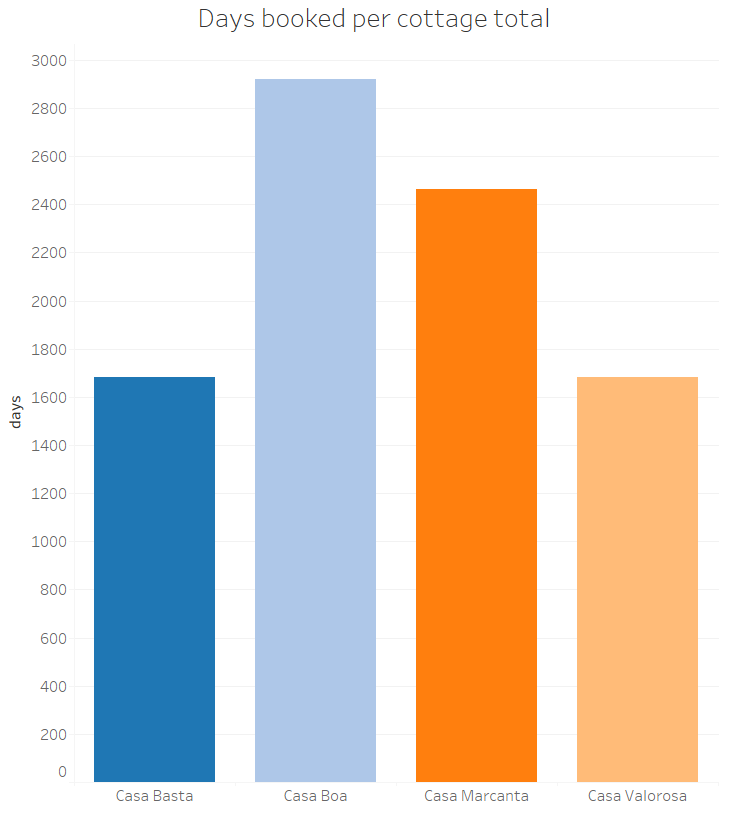 Days booked per cottage total
3000
2800
2600
2400
2200
2000
1800
1600
1400
1200
1000
800
600
400
200
0
days
Casa Basta
Casa Boa
Casa Marcanta
Casa Valorosa